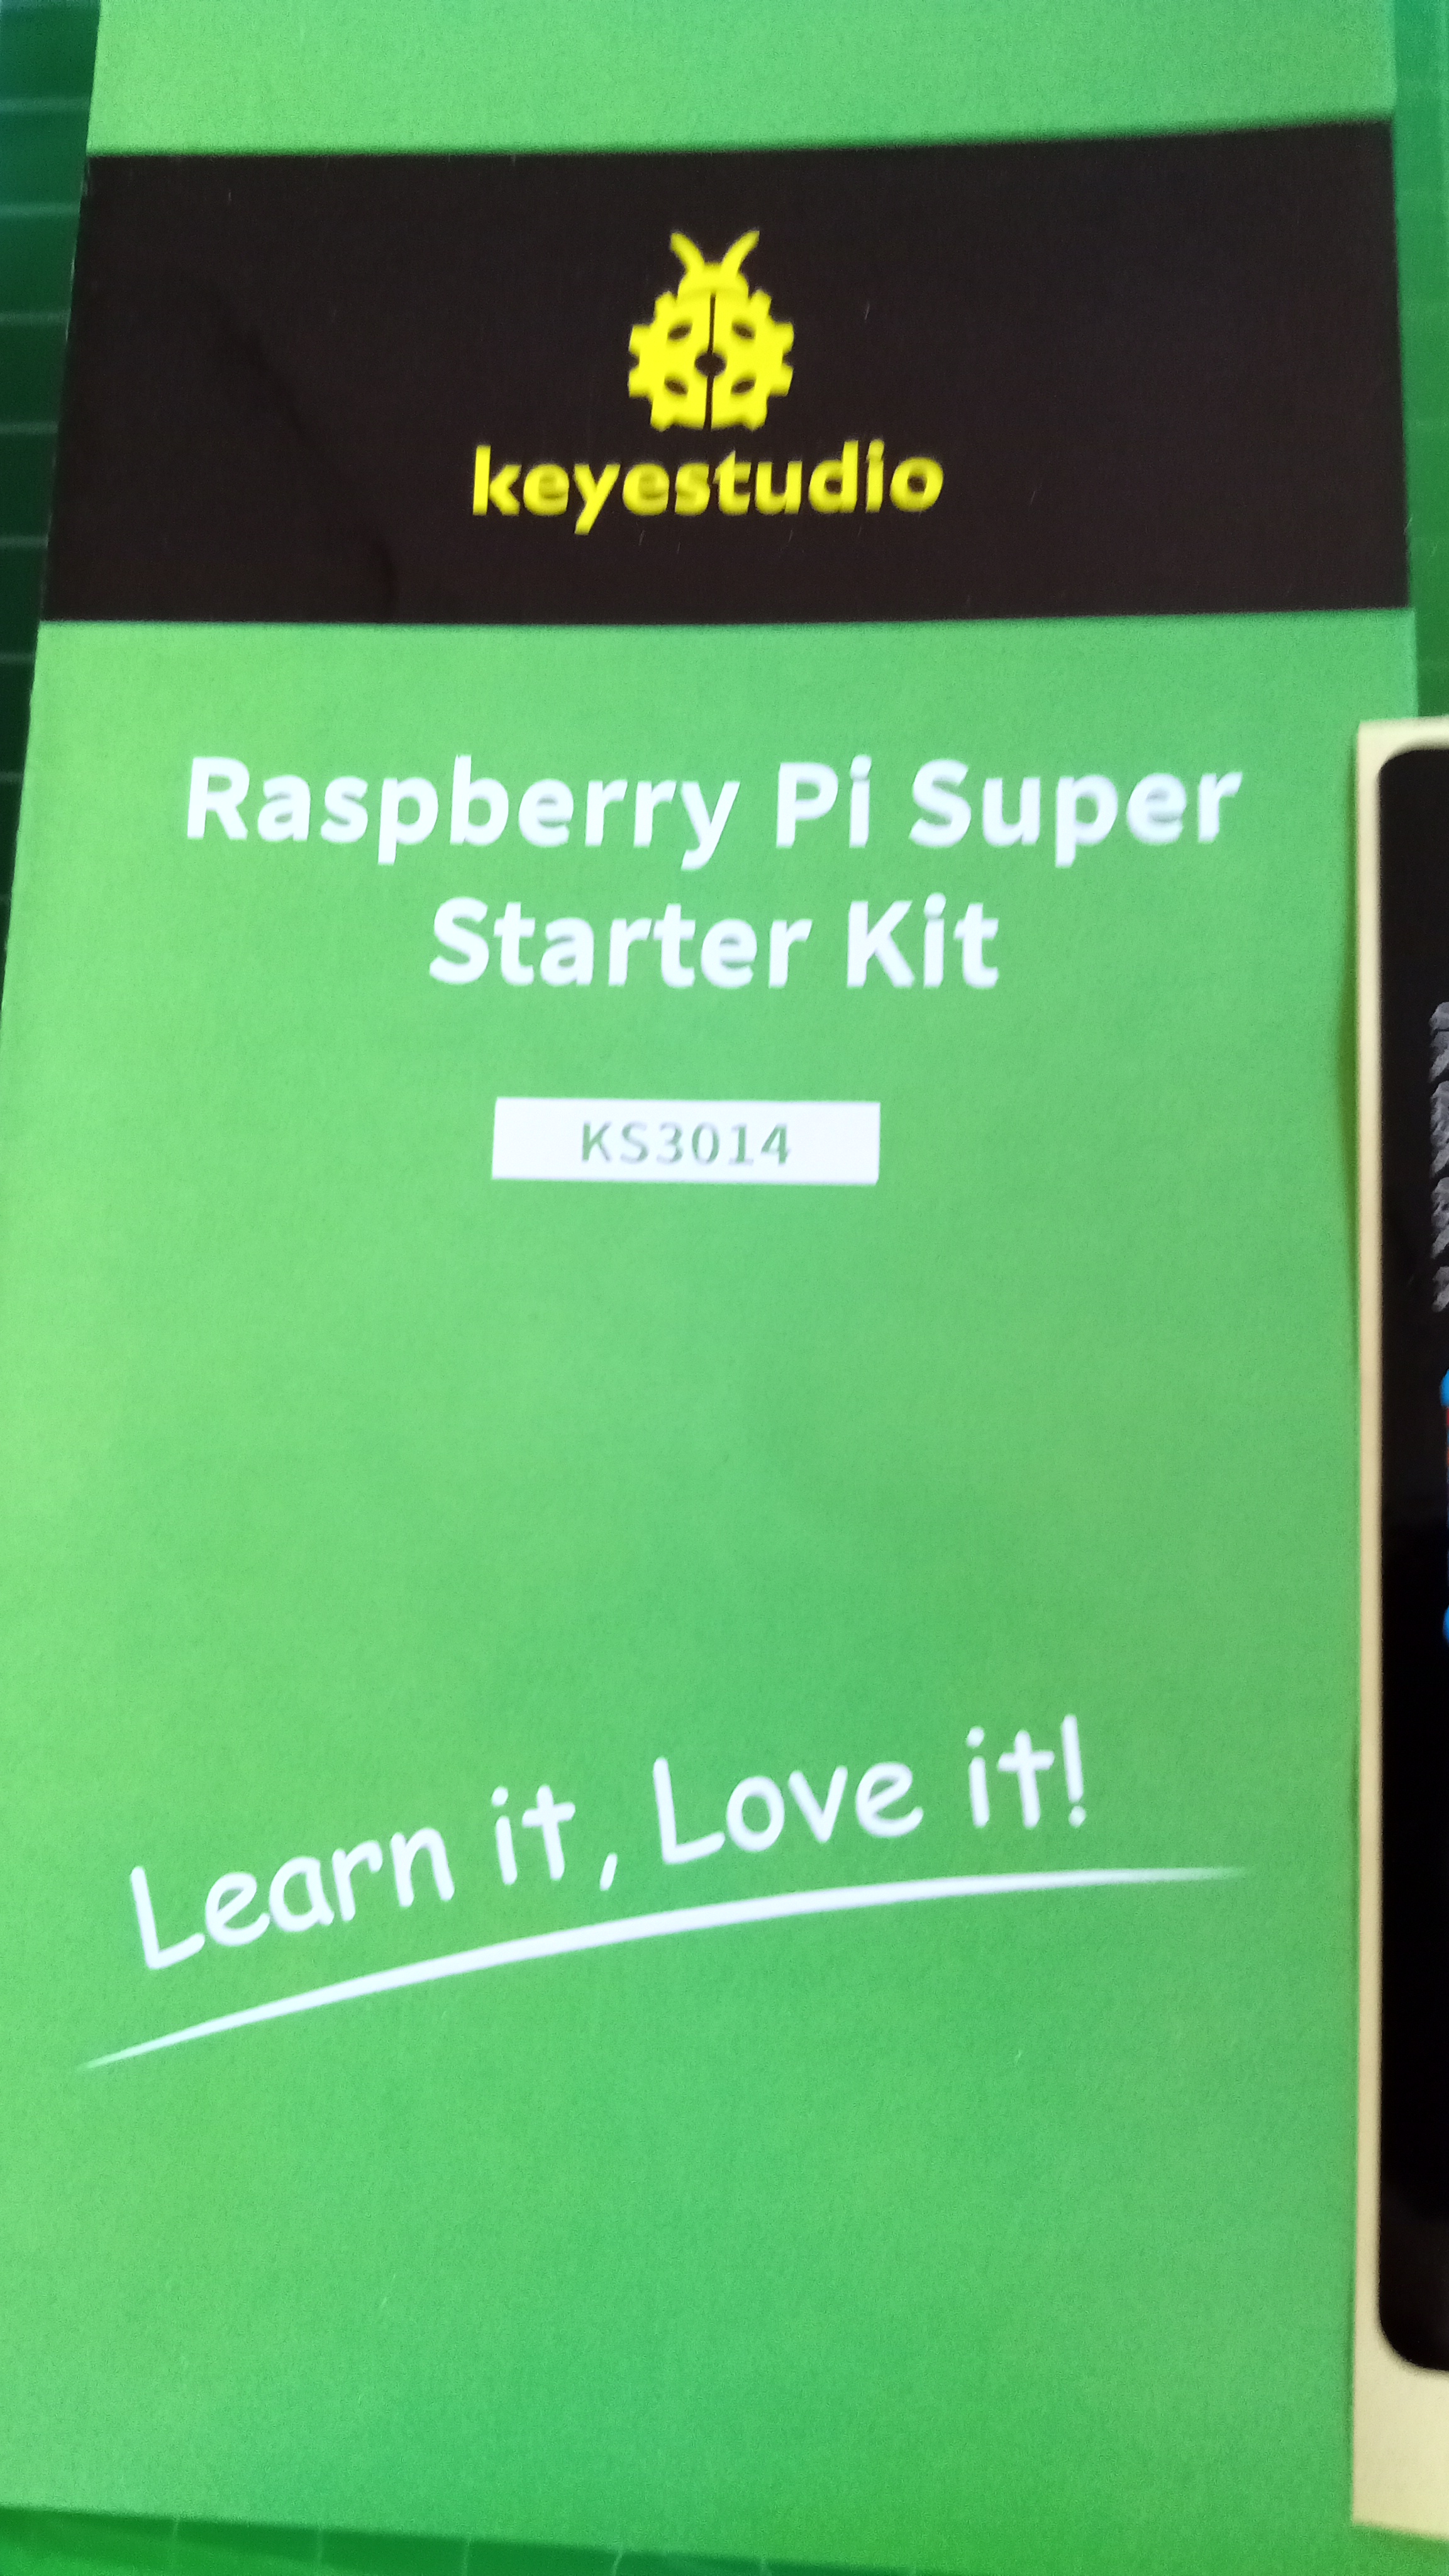 keyestudio
Raspberry Pi Super
Starter Kit
KS3014
Learn it, Love it!